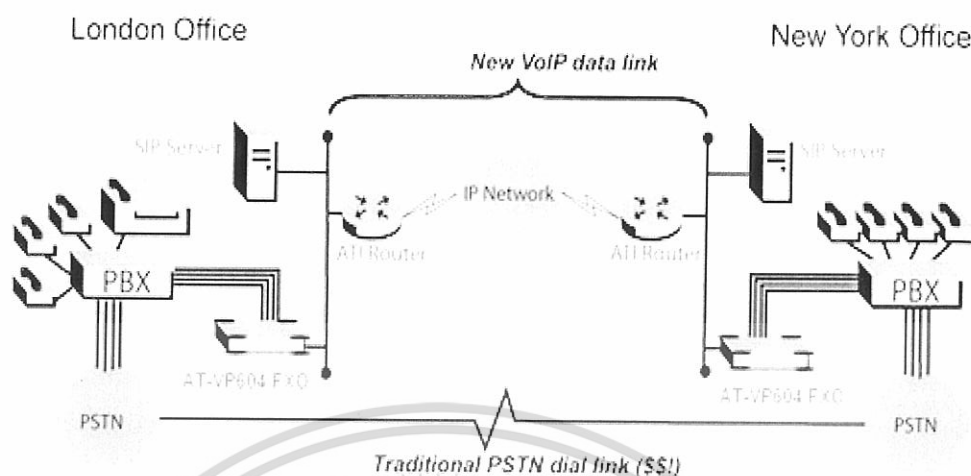 London Office
New York Office
New VoIP data link
SIP Server
SIP Server
IP Network
ATI Router
ATI Router
PBX
PBX
AT-VP604 FXO
AT-VP604 FXO
PSTN
PSTN
Traditional PSTN dial link ($$!)